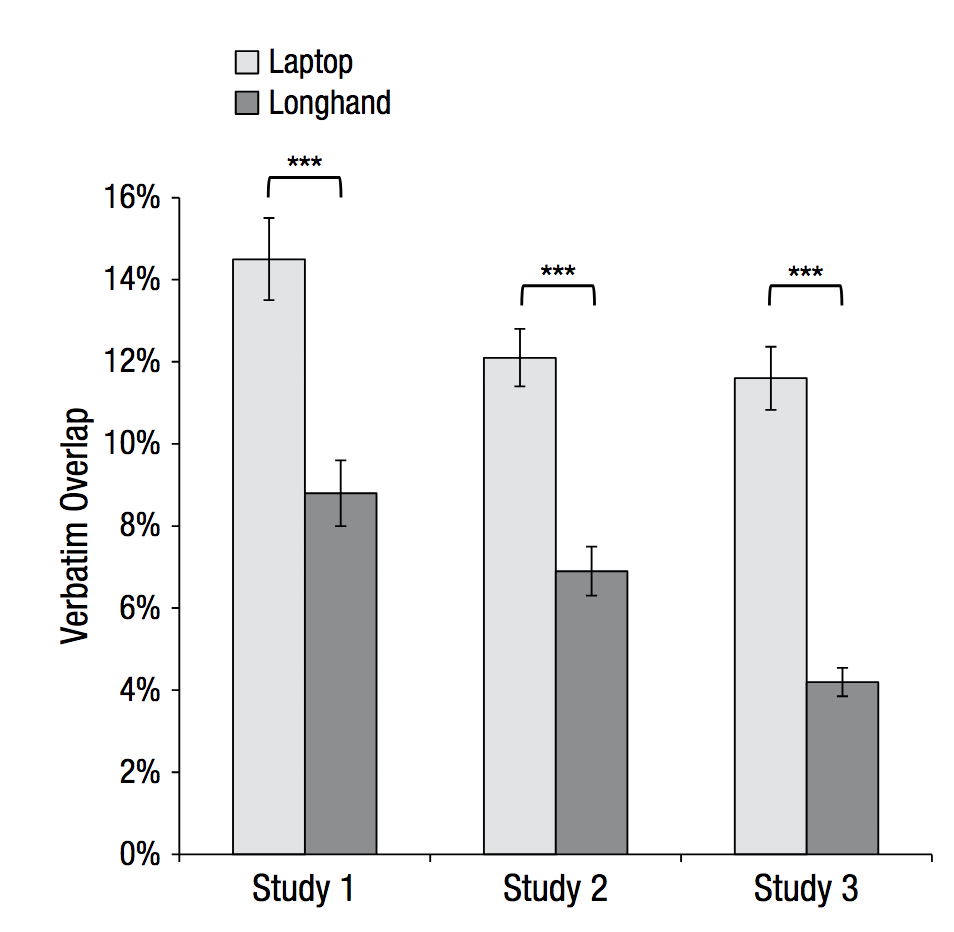 Laptop
Longhand
***
***
***
16%
14%
12%
10%
8%
6%
4%
2%
0%
Verbatim Overlap
Study 1
Study 2
Study 3